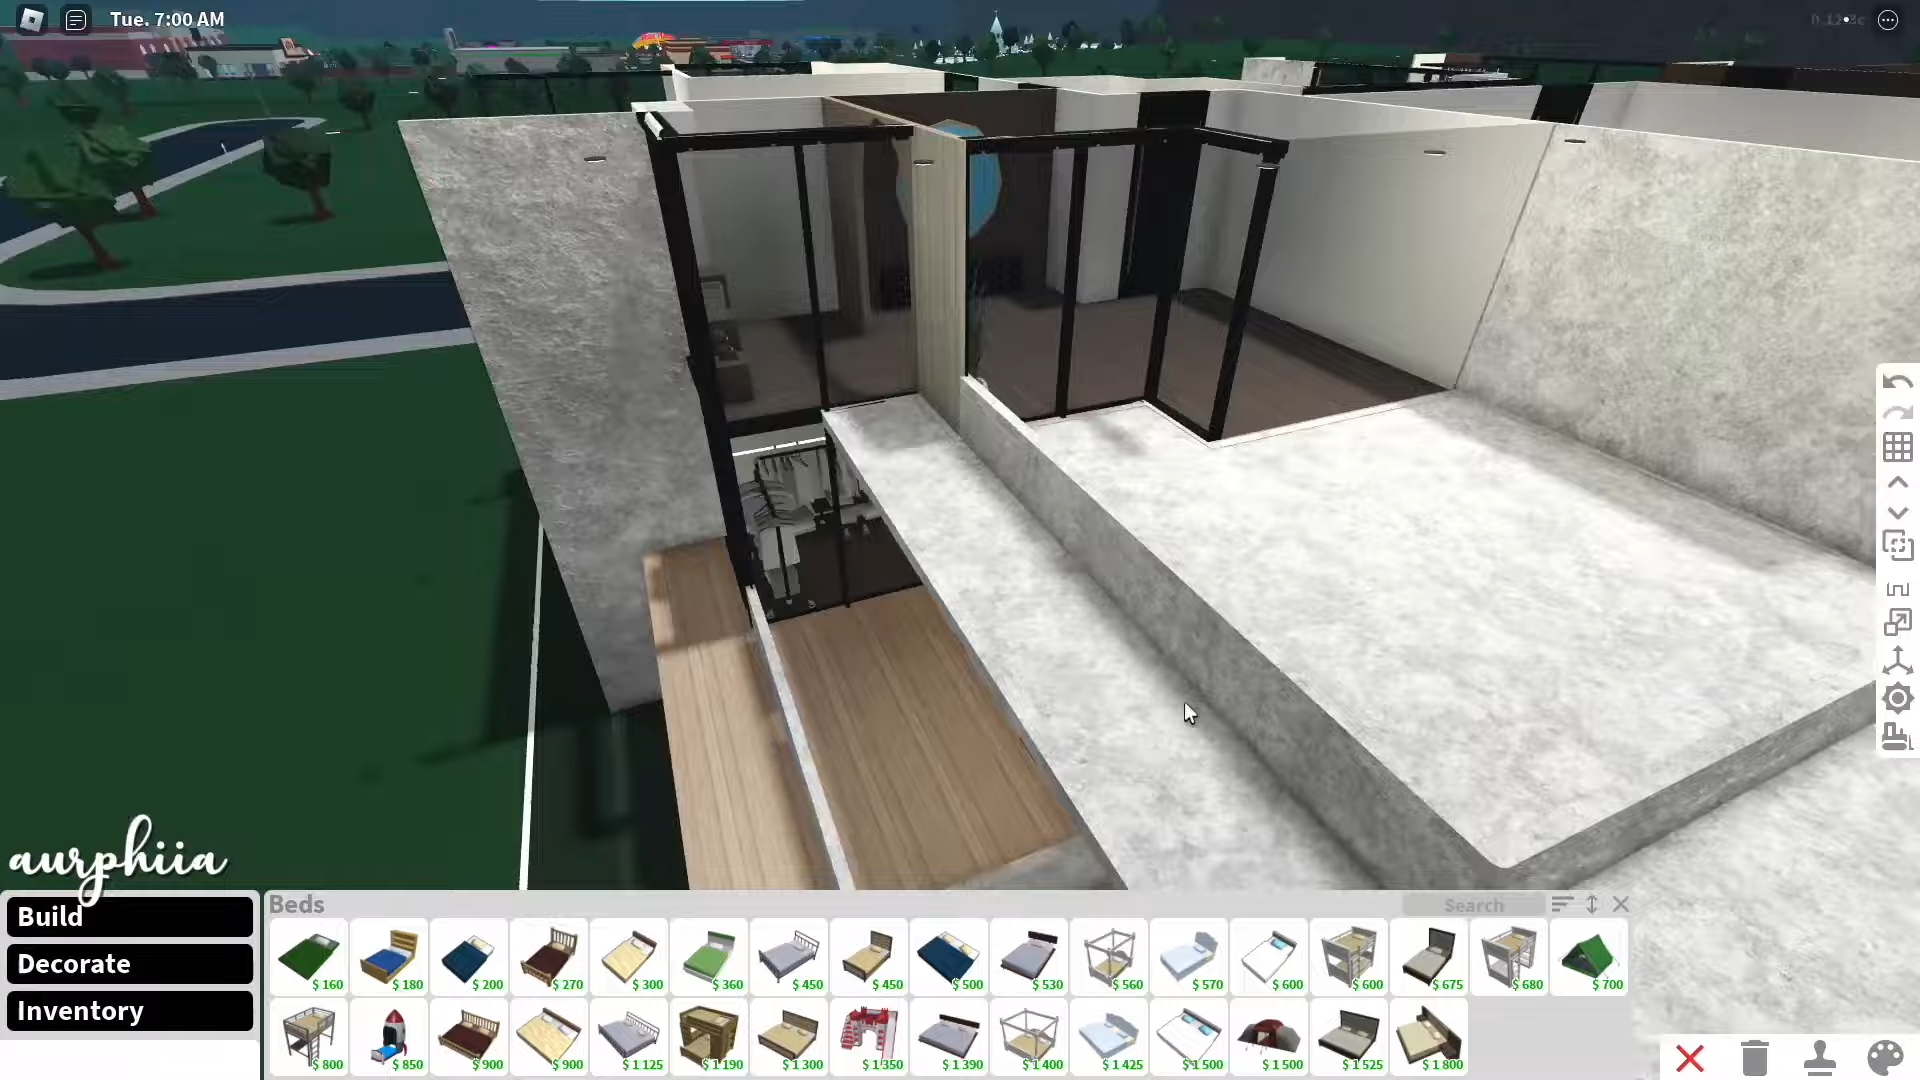 Tue. 7:00 AM
aurphiia
Build
Decorate
Inventory
Beds
Search
$ 160 $ 180 $ 200 $ 270 $ 300 $ 360 $ 450 $ 450 $ 500 $ 530 $ 560 $ 570 $ 600 $ 600 $ 675 $ 680 $ 700
$ 800 $ 850 $ 900 $ 900 $ 1 125 $ 1 190 $ 1 300 $ 1 350 $ 1 390 $ 1 400 $ 1 425 $ 1 500 $ 1 500 $ 1 525 $ 1 800